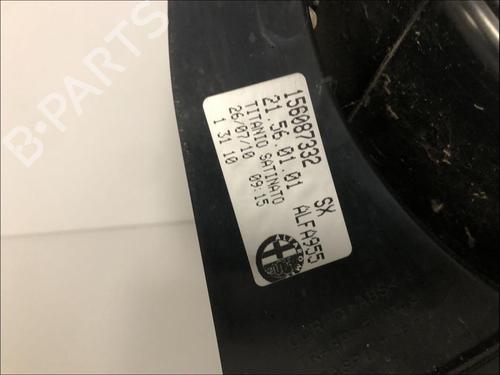 B-PARTS
156087332 SX
21.56.01.01 ALFA955
TITANIO SATINATO
26/07/10 09:15
1 31 10